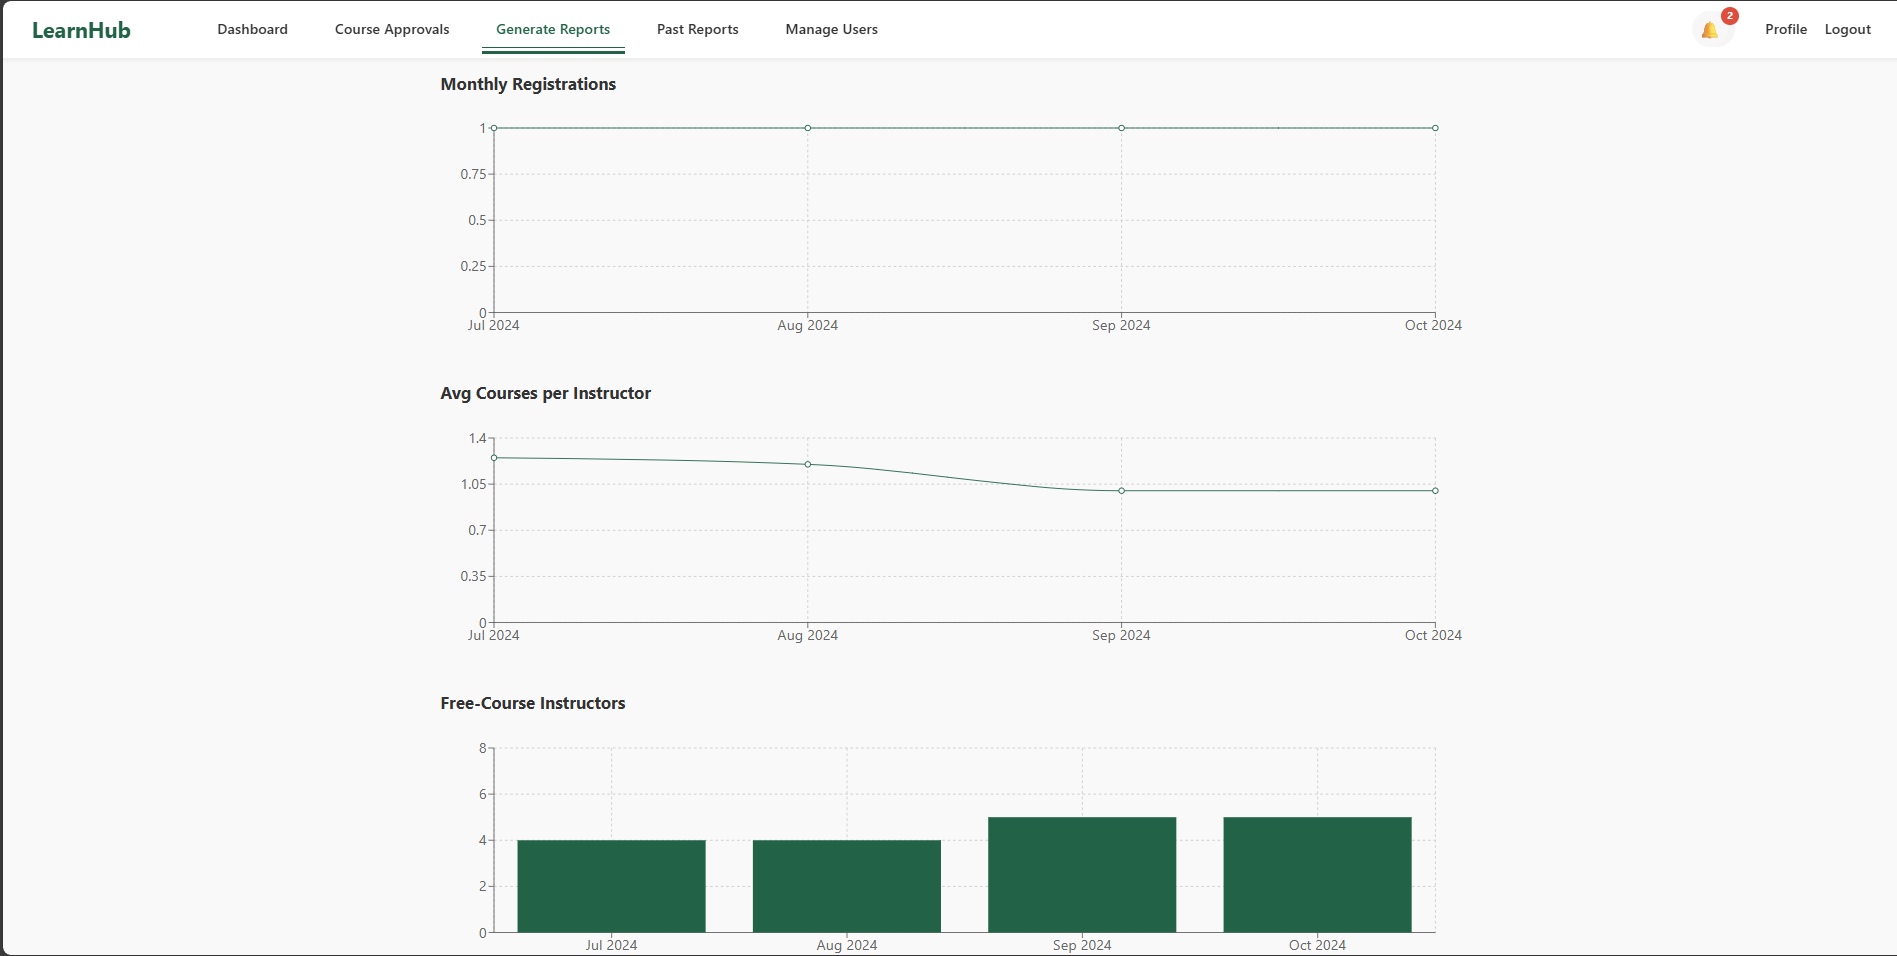 LearnHub Dashboard Course Approvals Generate Reports Past Reports Manage Users 2 Profile Logout
Monthly Registrations
1
0.75
0.5
0.25
0
Jul 2024 Aug 2024 Sep 2024 Oct 2024
Avg Courses per Instructor
1.4
1.05
0.7
0.35
0
Jul 2024 Aug 2024 Sep 2024 Oct 2024
Free-Course Instructors
8
6
4
2
0
Jul 2024 Aug 2024 Sep 2024 Oct 2024